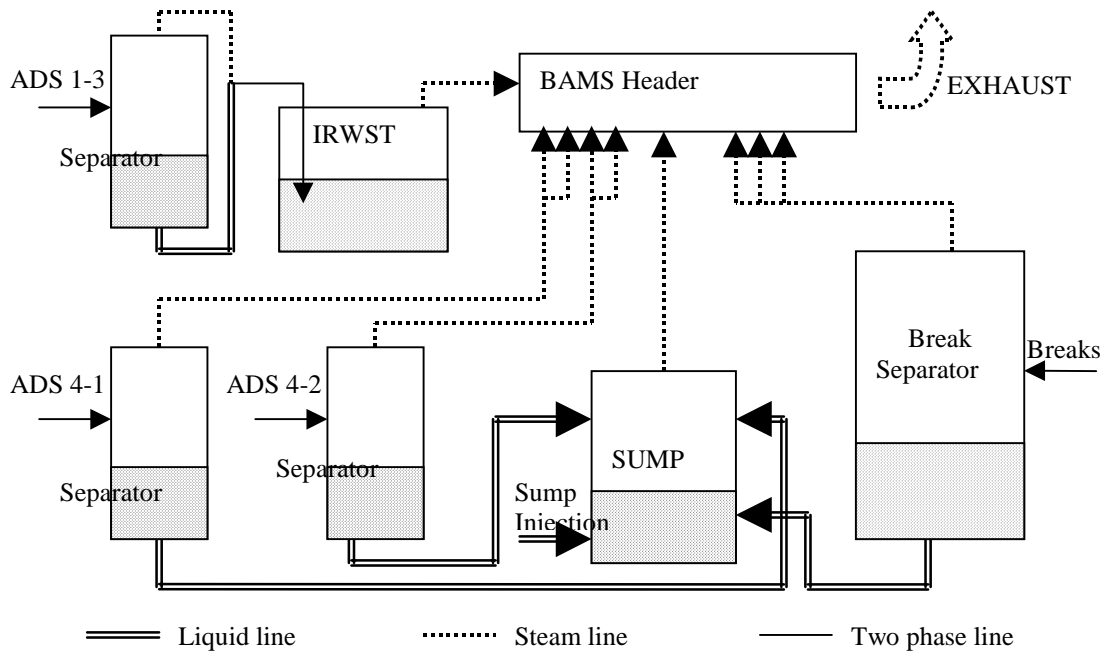 ADS 1-3
Separator
IRWST
BAMS Header
EXHAUST
ADS 4-1
Separator
ADS 4-2
Separator
SUMP
Sump
Injection
Break
Separator
Breaks
Liquid line
Steam line
Two phase line